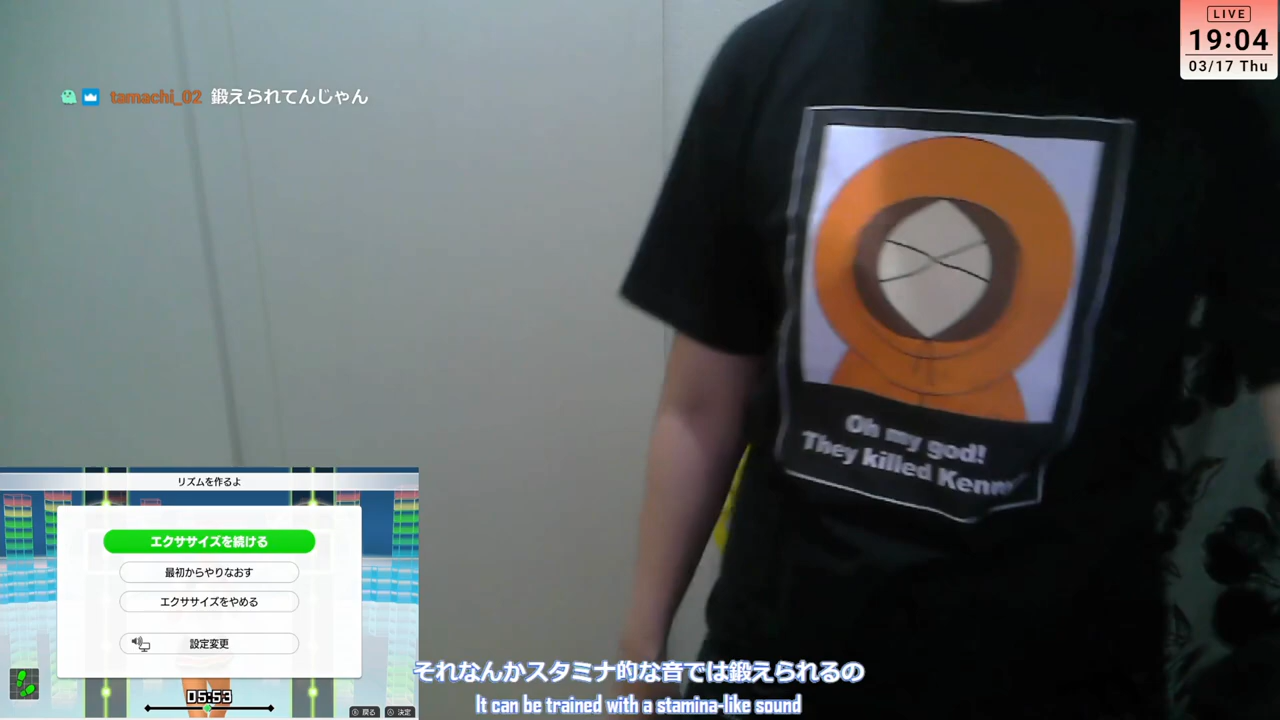 LIVE
19:04
03/17 Thu
tamachi_02 鍛えられてんじゃん
Oh my god!
They killed Kenn
リズムを作るよ
エクササイズを続ける
最初からやりなおす
エクササイズをやめる
設定変更
05:53
戻る
決定
それなんかスタミナ的な音では鍛えられるの
It can be trained with a stamina-like sound